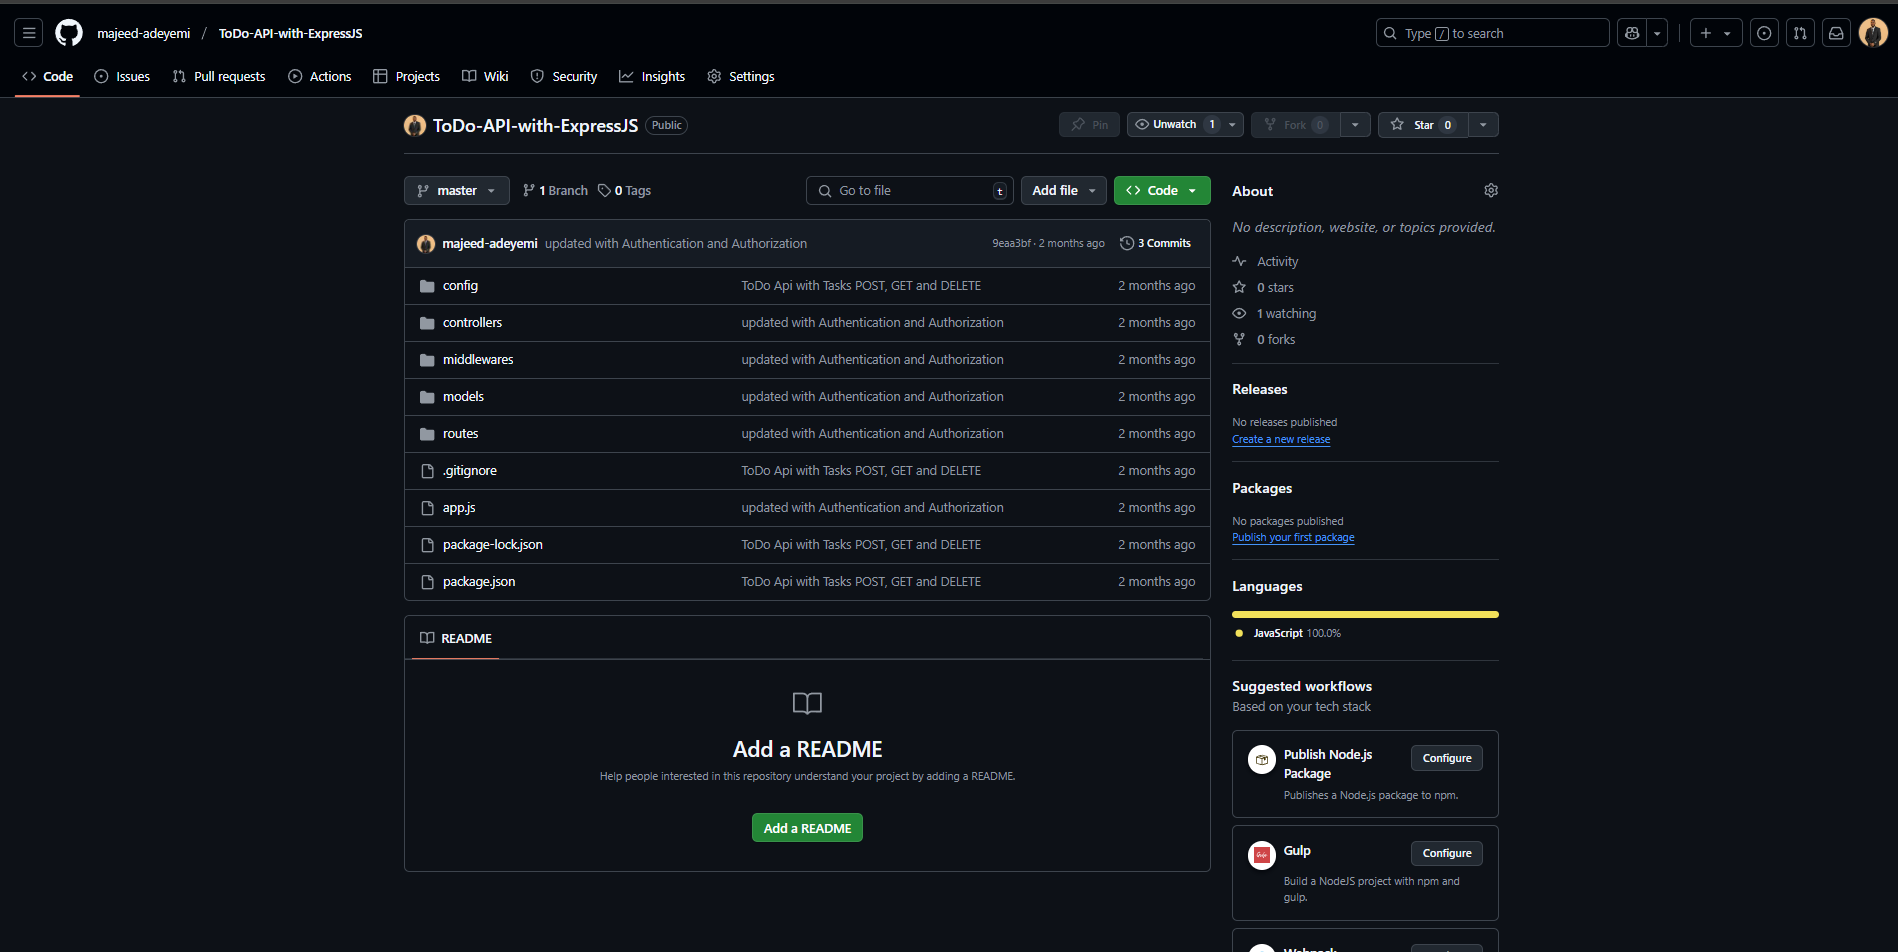 majeed-adeyemi / ToDo-API-with-ExpressJS
Type / to search
Code Issues Pull requests Actions Projects Wiki Security Insights Settings
ToDo-API-with-ExpressJS Public
Pin Unwatch 1 Fork 0 Star 0
master 1 Branch 0 Tags
Go to file t Add file Code
majeed-adeyemi updated with Authentication and Authorization 9eaa3bf · 2 months ago 3 Commits
config ToDo Api with Tasks POST, GET and DELETE 2 months ago
controllers updated with Authentication and Authorization 2 months ago
middlewares updated with Authentication and Authorization 2 months ago
models updated with Authentication and Authorization 2 months ago
routes updated with Authentication and Authorization 2 months ago
.gitignore ToDo Api with Tasks POST, GET and DELETE 2 months ago
app.js updated with Authentication and Authorization 2 months ago
package-lock.json ToDo Api with Tasks POST, GET and DELETE 2 months ago
package.json ToDo Api with Tasks POST, GET and DELETE 2 months ago
README
Add a README
Help people interested in this repository understand your project by adding a README.
Add a README
About
No description, website, or topics provided.
Activity
0 stars
1 watching
0 forks
Releases
No releases published
Create a new release
Packages
No packages published
Publish your first package
Languages
JavaScript 100.0%
Suggested workflows
Based on your tech stack
Publish Node.js
Package
Configure
Publishes a Node.js package to npm.
Gulp
Configure
Build a NodeJS project with npm and
gulp.